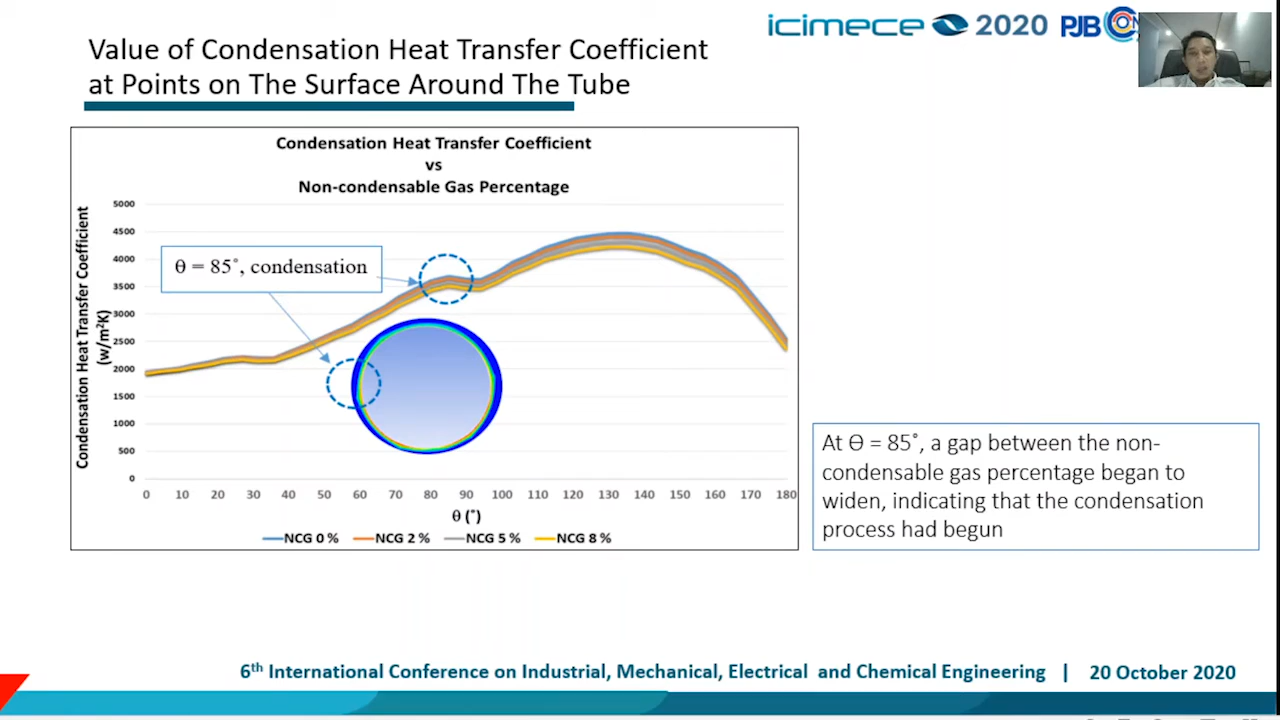 icimece 2020 PJB
Value of Condensation Heat Transfer Coefficient
at Points on The Surface Around The Tube
Condensation Heat Transfer Coefficient
vs
Non-condensable Gas Percentage
Condensation Heat Transfer Coefficient
(w/m²K)
5000
4500
4000
3500
3000
2500
2000
1500
1000
500
0
θ = 85˚, condensation
0 10 20 30 40 50 60 70 80 90 100 110 120 130 140 150 160 170 180
θ (˚)
NCG 0 % NCG 2 % NCG 5 % NCG 8 %
At Ɵ = 85˚, a gap between the non-
condensable gas percentage began to
widen, indicating that the condensation
process had begun
6th International Conference on Industrial, Mechanical, Electrical and Chemical Engineering | 20 October 2020